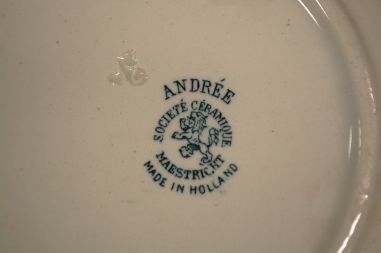 ANDRÉE
SOCIETÉ CÉRAMIQUE
MAESTRICHT
MADE IN HOLLAND